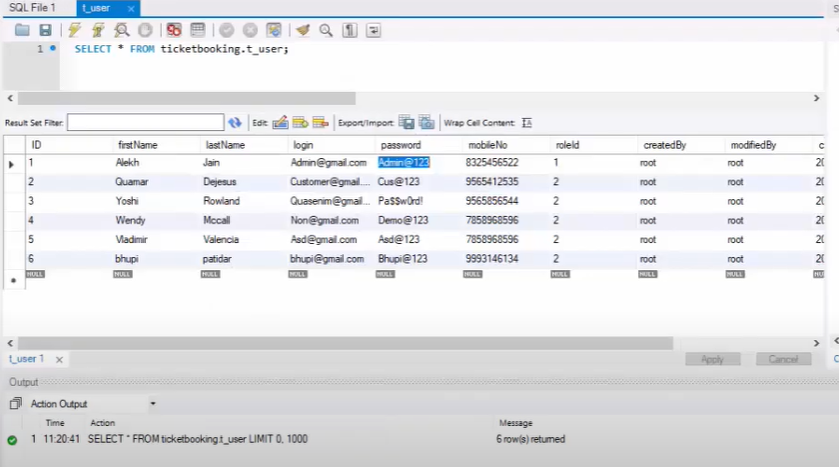 SQL File 1 t_user
1 SELECT * FROM ticketbooking.t_user;
Result Set Filter: Edit: Export/Import: Wrap Cell Content:
ID firstName lastName login password mobileNo roleId createdBy modifiedBy c
1 Alekh Jain Admin@gmail.com Admin@123 8325456522 1 root root 20
2 Quamar Dejesus Customer@gmail.... Cus@123 9565412535 2 root root 20
3 Yoshi Rowland Quasenim@gmail... Pa$$w0rd! 9565856544 2 root root 20
4 Wendy Mccall Non@gmail.com Demo@123 7858968596 2 root root 20
5 Vladimir Valencia Asd@gmail.com Asd@123 7858968596 2 root root 20
6 bhupi patidar bhupi@gmail.com Bhupi@123 9993146134 2 root root 20
NULL NULL NULL NULL NULL NULL NULL NULL NULL NULL
t_user 1 Apply Cancel
Output
Action Output
Time Action Message
1 11:20:41 SELECT * FROM ticketbooking.t_user LIMIT 0, 1000 6 row(s) returned